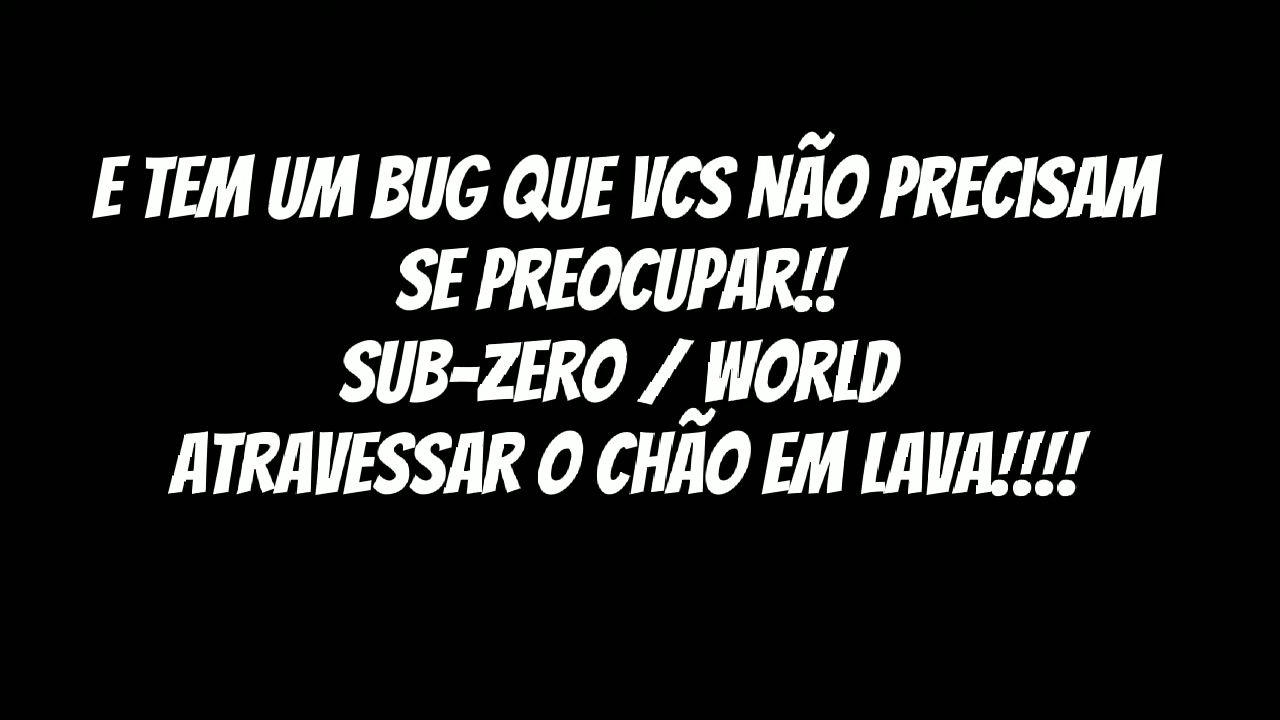 E TEM UM BUG QUE VCS NÃO PRECISAM
SE PREOCUPAR!!
SUB-ZERO / WORLD
ATRAVESSAR O CHÃO EM LAVA!!!!